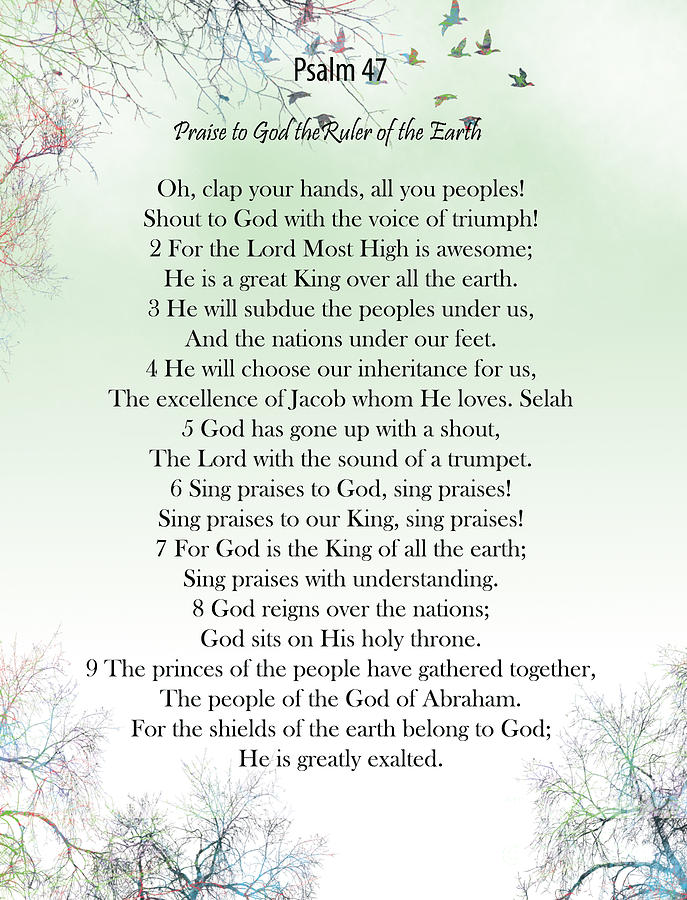 Psalm 47
Praise to God the Ruler of the Earth
Oh, clap your hands, all you peoples!
Shout to God with the voice of triumph!
2 For the Lord Most High is awesome;
He is a great King over all the earth.
3 He will subdue the peoples under us,
And the nations under our feet.
4 He will choose our inheritance for us,
The excellence of Jacob whom He loves. Selah
5 God has gone up with a shout,
The Lord with the sound of a trumpet.
6 Sing praises to God, sing praises!
Sing praises to our King, sing praises!
7 For God is the King of all the earth;
Sing praises with understanding.
8 God reigns over the nations;
God sits on His holy throne.
9 The princes of the people have gathered together,
The people of the God of Abraham.
For the shields of the earth belong to God;
He is greatly exalted.